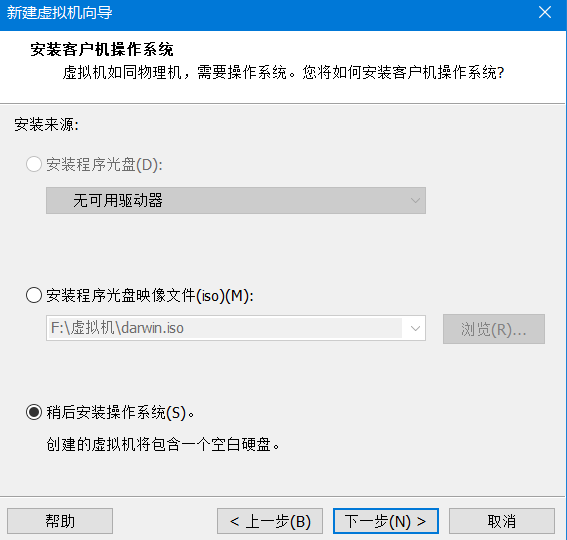 新建虚拟机向导
安装客户机操作系统
虚拟机如同物理机，需要操作系统。您将如何安装客户机操作系统?
安装来源:
安装程序光盘(D):
无可用驱动器
安装程序光盘映像文件(iso)(M):
F:\虚拟机\darwin.iso
浏览(R)...
稍后安装操作系统(S)。
创建的虚拟机将包含一个空白硬盘。
帮助
< 上一步(B)
下一步(N) >
取消